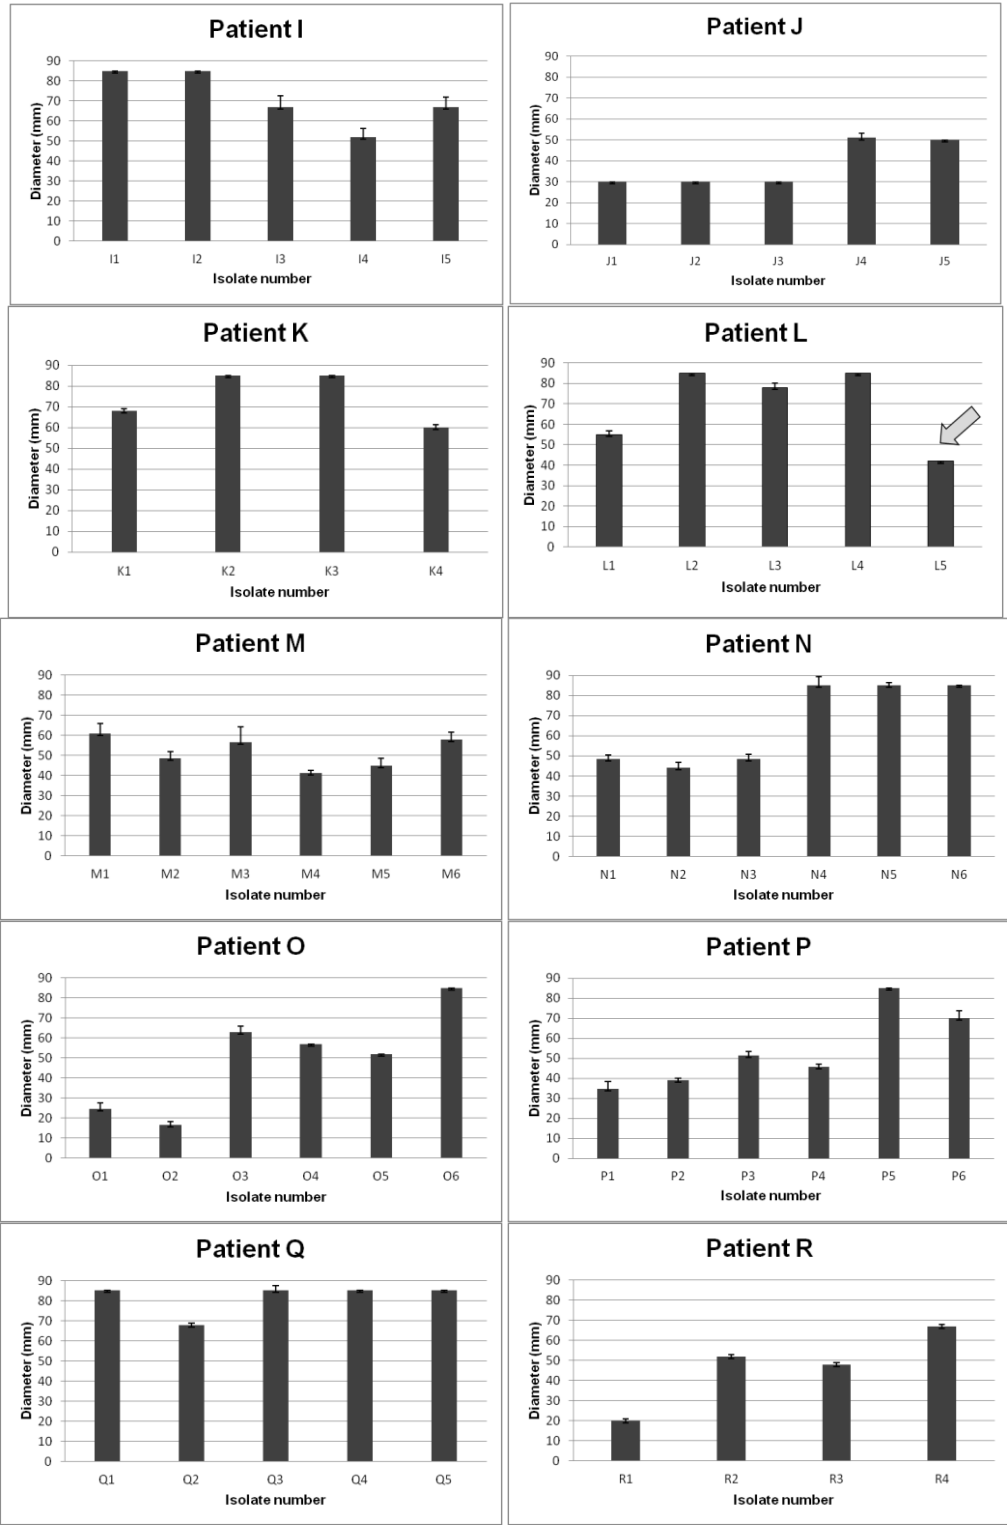 Patient I
Diameter (mm)
90
80
70
60
50
40
30
20
10
0
I1 I2 I3 I4 I5
Isolate number
Patient J
Diameter (mm)
90
80
70
60
50
40
30
20
10
0
J1 J2 J3 J4 J5
Isolate number
Patient K
Diameter (mm)
90
80
70
60
50
40
30
20
10
0
K1 K2 K3 K4
Isolate number
Patient L
Diameter (mm)
90
80
70
60
50
40
30
20
10
0
L1 L2 L3 L4 L5
Isolate number
Patient M
Diameter (mm)
90
80
70
60
50
40
30
20
10
0
M1 M2 M3 M4 M5 M6
Isolate number
Patient N
Diameter (mm)
90
80
70
60
50
40
30
20
10
0
N1 N2 N3 N4 N5 N6
Isolate number
Patient O
Diameter (mm)
90
80
70
60
50
40
30
20
10
0
O1 O2 O3 O4 O5 O6
Isolate number
Patient P
Diameter (mm)
90
80
70
60
50
40
30
20
10
0
P1 P2 P3 P4 P5 P6
Isolate number
Patient Q
Diameter (mm)
90
80
70
60
50
40
30
20
10
0
Q1 Q2 Q3 Q4 Q5
Isolate number
Patient R
Diameter (mm)
90
80
70
60
50
40
30
20
10
0
R1 R2 R3 R4
Isolate number